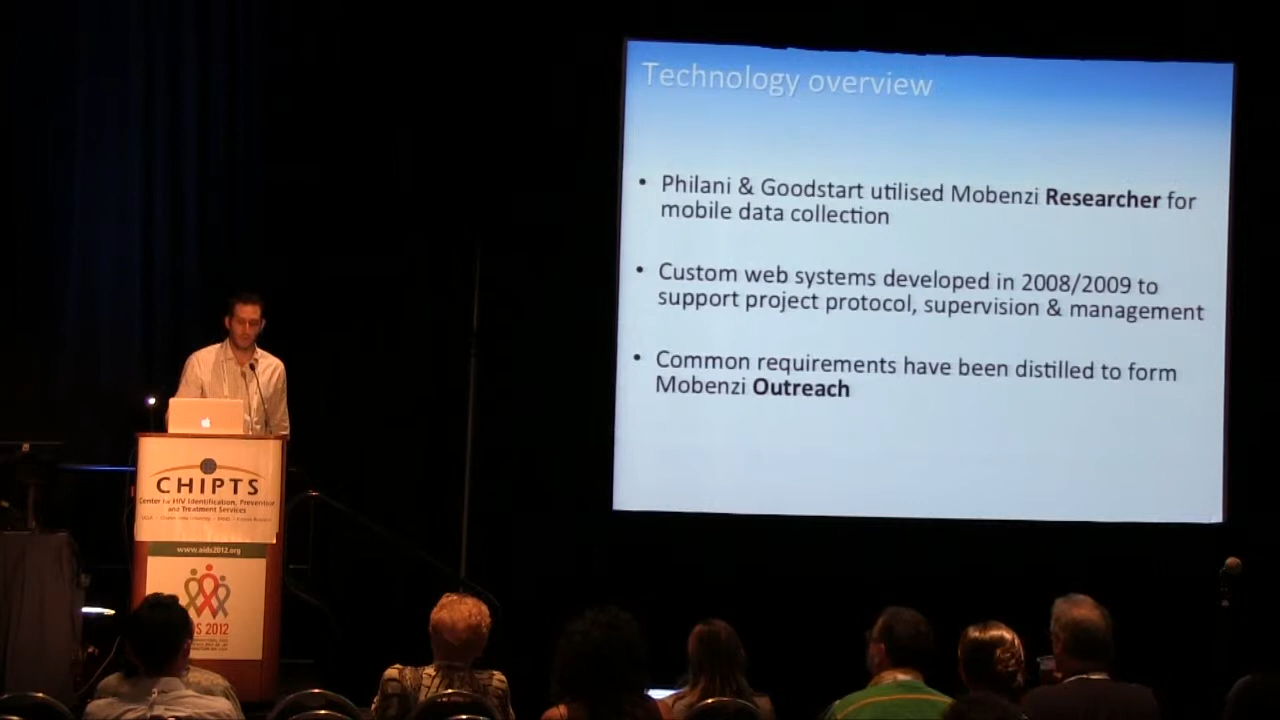 Technology overview
• Philani & Goodstart utilised Mobenzi Researcher for
mobile data collection
• Custom web systems developed in 2008/2009 to
support project protocol, supervision & management
• Common requirements have been distilled to form
Mobenzi Outreach
CHIPTS
Center for HIV Identification, Prevention
and Treatment Services
www.aids2012.org
DS 2012